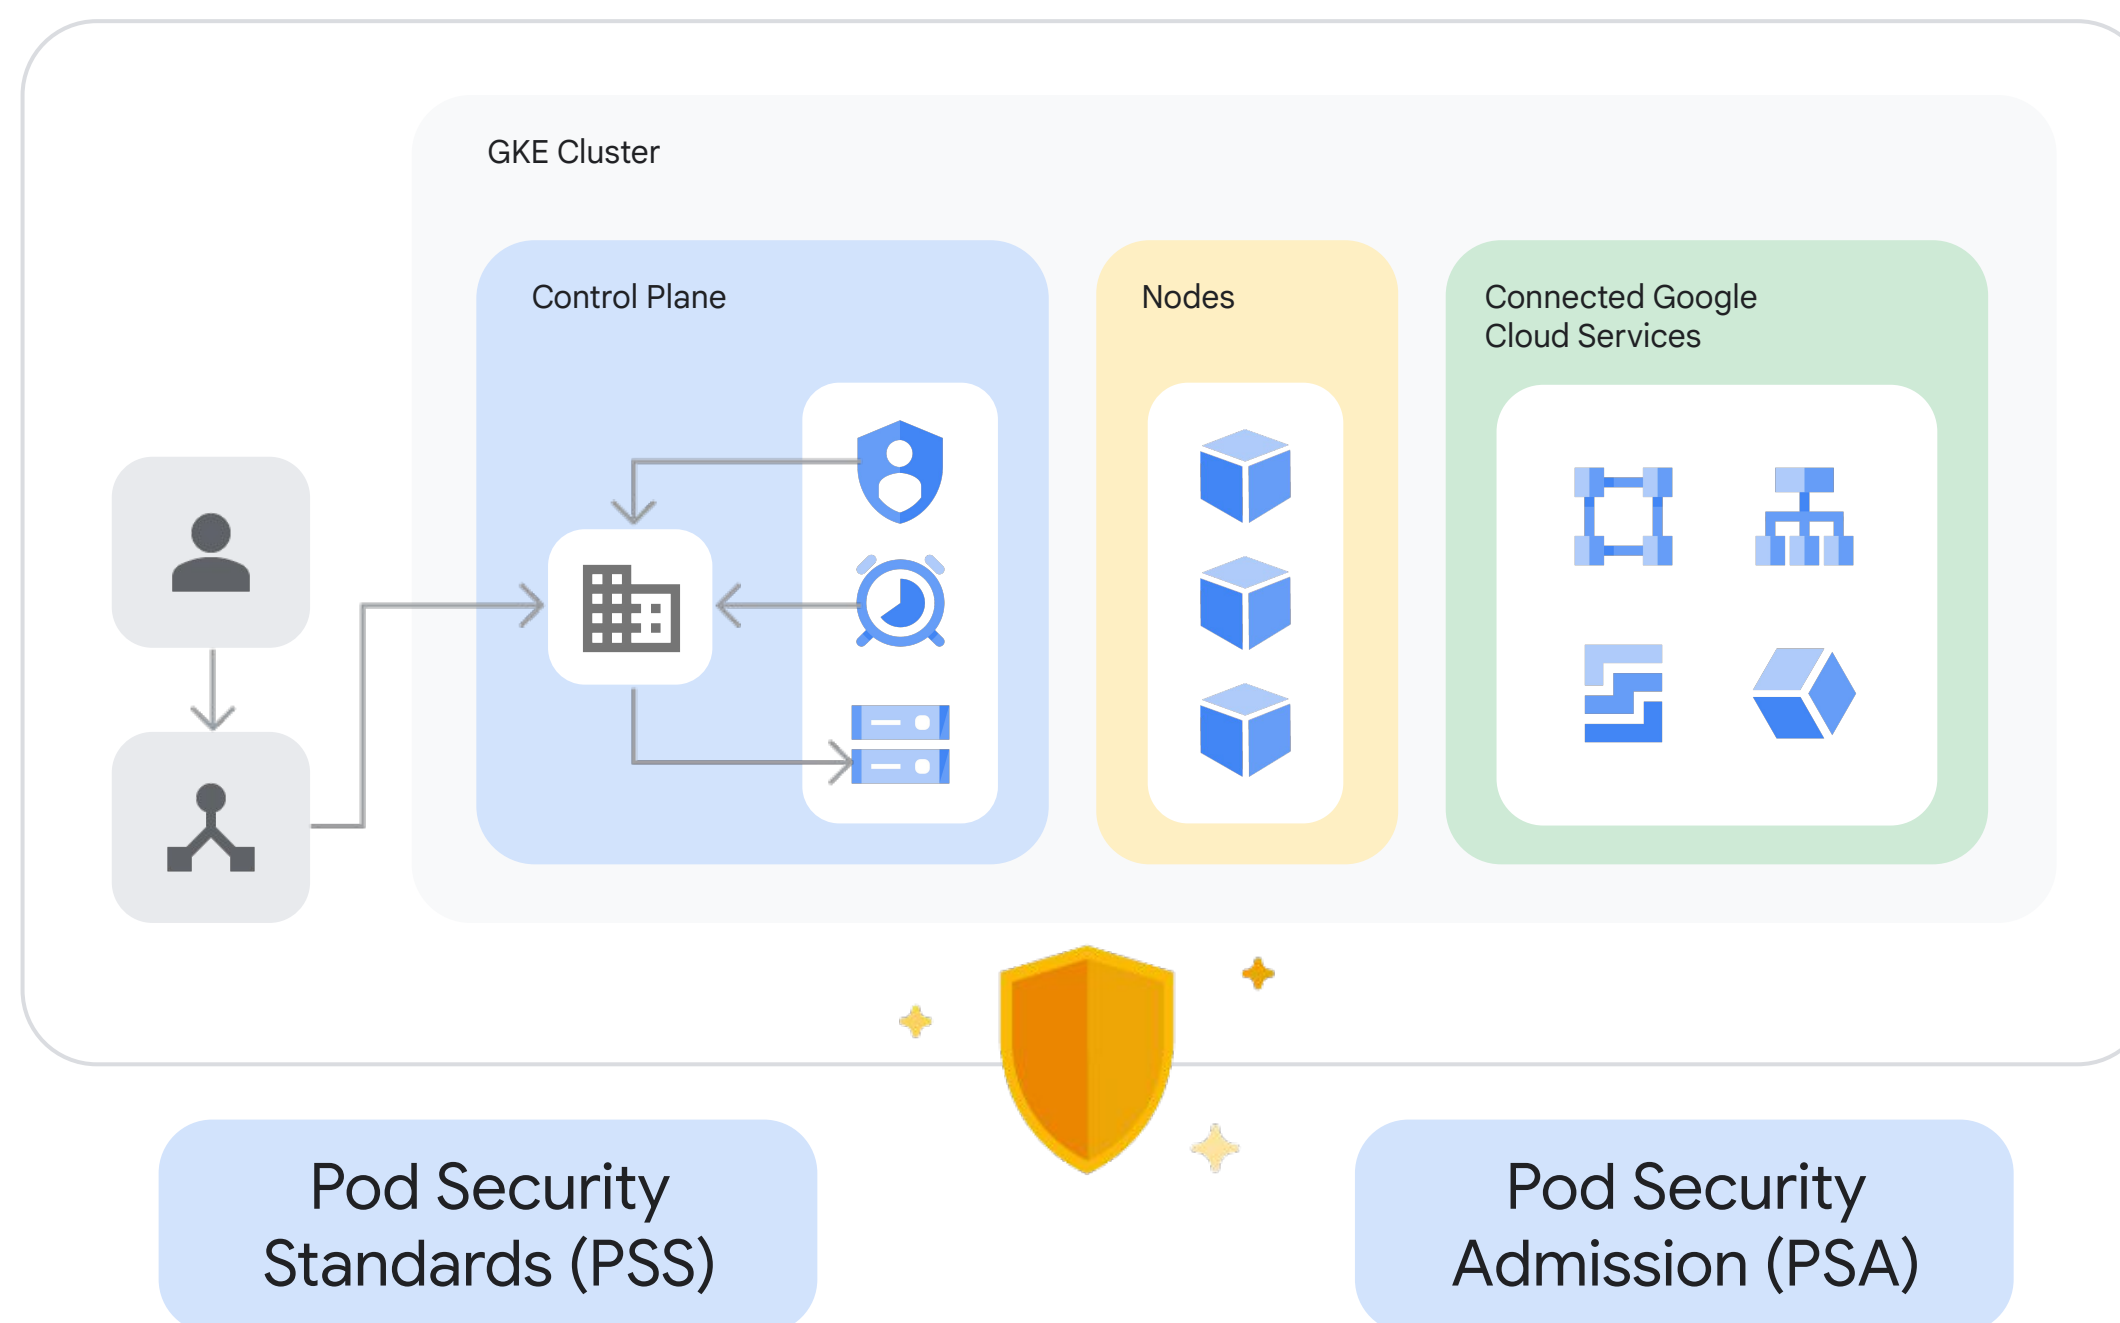 GKE Cluster
Control Plane
Nodes
Connected Google
Cloud Services
Pod Security
Standards (PSS)
Pod Security
Admission (PSA)